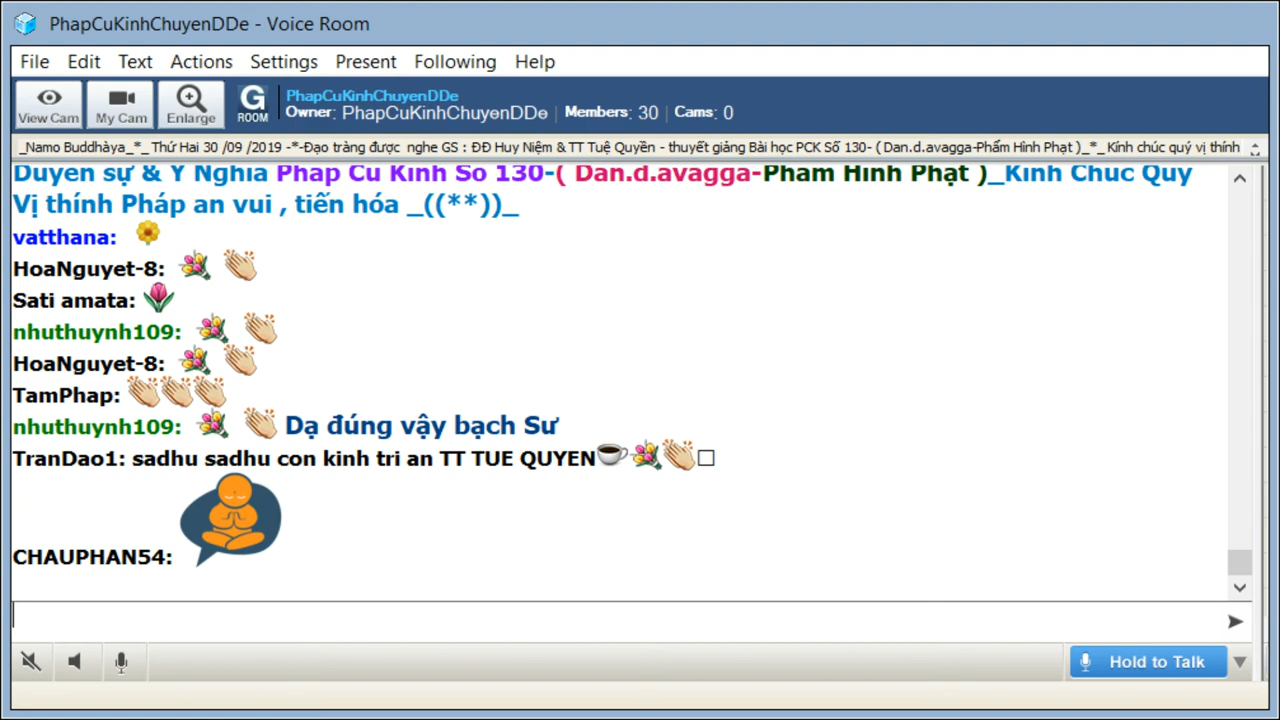 PhapCuKinhChuyenDDe - Voice Room
File Edit Text Actions Settings Present Following Help
View Cam My Cam Enlarge G ROOM PhapCuKinhChuyenDDe
Owner: PhapCuKinhChuyenDDe | Members: 30 | Cams: 0
_Namo Buddhàya_*_ Thứ Hai 30 /09 /2019 -*-Đạo tràng được nghe GS : ĐĐ Huy Niệm & TT Tuệ Quyền - thuyết giảng Bài học PCK Số 130- ( Dan.d.avagga-Phẩm Hình Phạt )_*_ Kính chúc quý vị thính
Duyên sự & Ý Nghĩa Pháp Cú Kinh Số 130-( Dan.d.avagga-Phẩm Hình Phạt )_Kính Chúc Quý
Vị thính Pháp an vui , tiến hóa _((**))_
vatthana:
HoaNguyet-8:
Sati amata:
nhuthuynh109:
HoaNguyet-8:
TamPhap:
nhuthuynh109: Dạ đúng vậy bạch Sư
TranDao1: sadhu sadhu con kinh tri an TT TUE QUYEN
CHAUPHAN54:
Hold to Talk